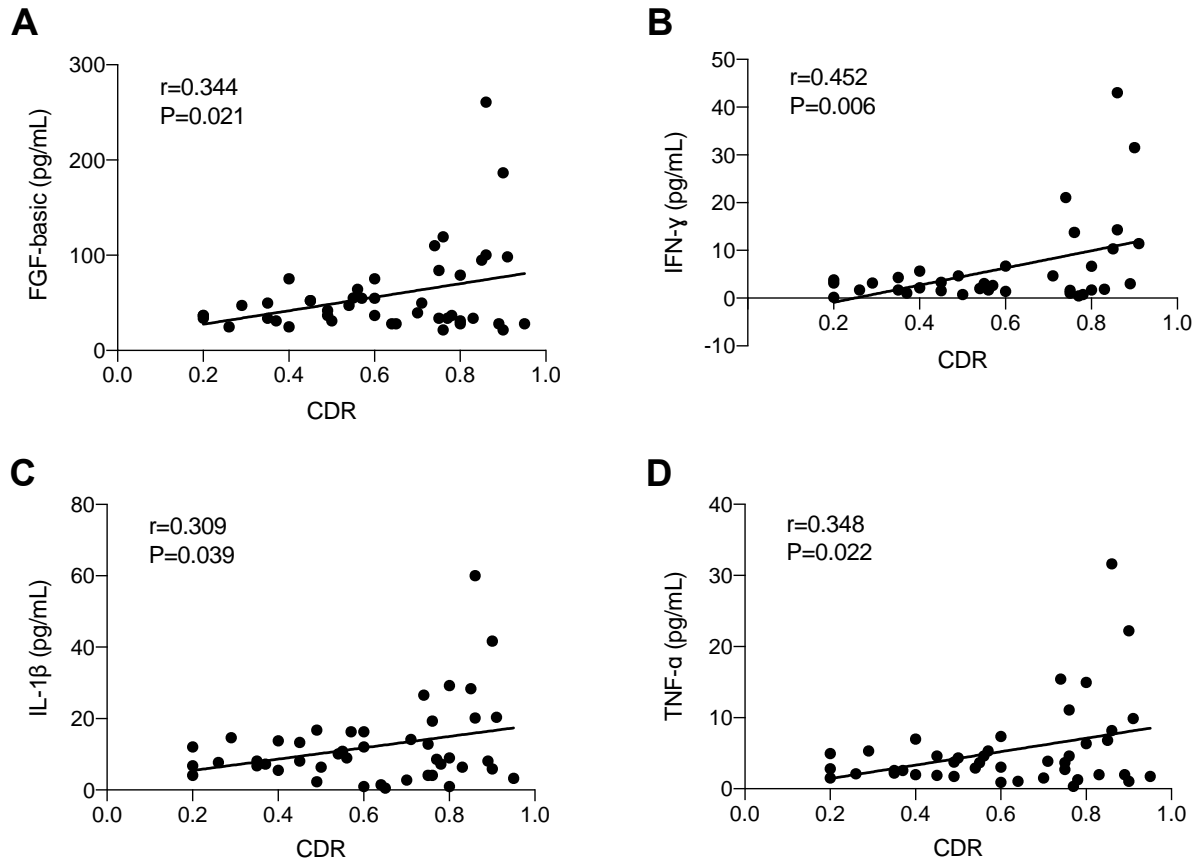 A
300
200
100
0
FGF-basic (pg/mL)
r=0.344
P=0.021
0.0 0.2 0.4 0.6 0.8 1.0
CDR
B
50
40
30
20
10
0
-10
IFN-ɣ (pg/mL)
r=0.452
P=0.006
0.2 0.4 0.6 0.8 1.0
CDR
C
80
60
40
20
0
IL-1β (pg/mL)
r=0.309
P=0.039
0.0 0.2 0.4 0.6 0.8 1.0
CDR
D
40
30
20
10
0
TNF-α (pg/mL)
r=0.348
P=0.022
0.0 0.2 0.4 0.6 0.8 1.0
CDR